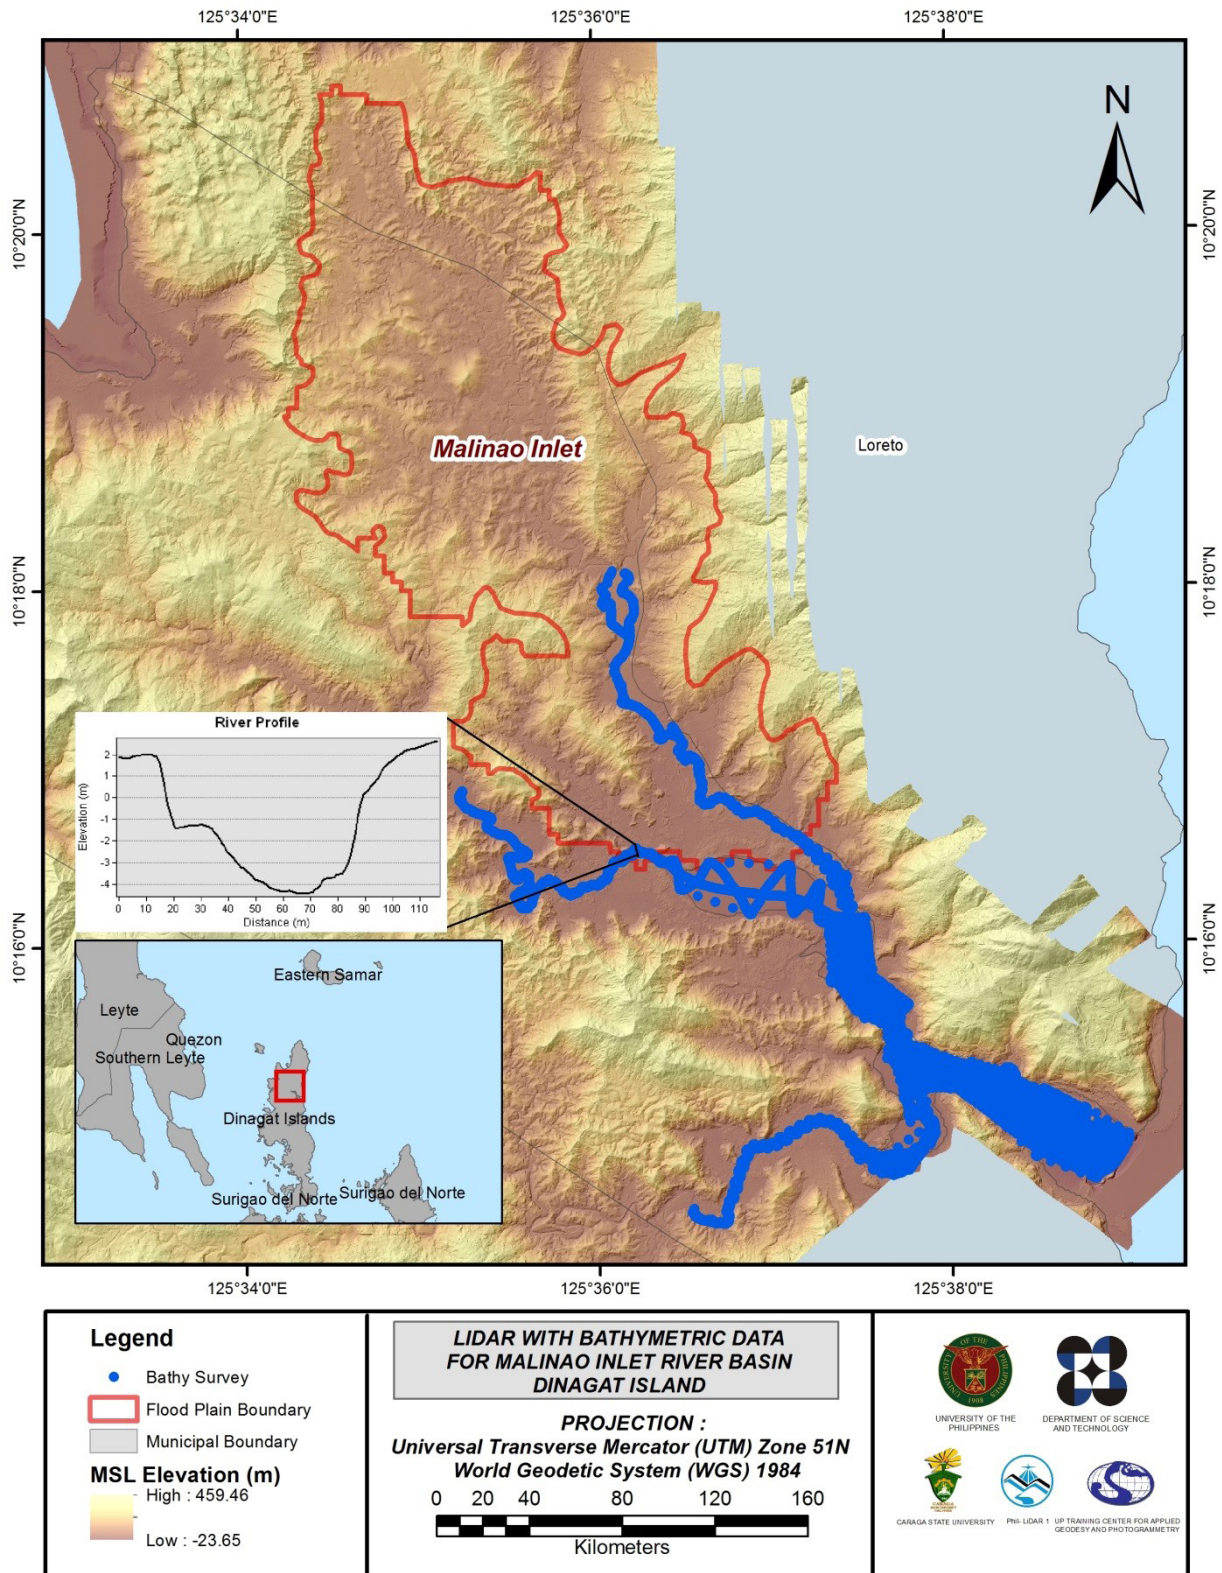 125°34'0"E
125°36'0"E
125°38'0"E
N
10°20'0"N
10°20'0"N
Malinao Inlet
Loreto
10°18'0"N
10°18'0"N
River Profile
Elevation (m)
2
1
0
-1
-2
-3
-4
0
10
20
30
40
50
60
70
80
90
100
110
Distance (m)
10°16'0"N
10°16'0"N
Eastern Samar
Leyte
Quezon
Southern Leyte
Dinagat Islands
Surigao del Norte
Surigao del Norte
125°34'0"E
125°36'0"E
125°38'0"E
Legend
Bathy Survey
Flood Plain Boundary
Municipal Boundary
MSL Elevation (m)
High : 459.46
Low : -23.65
LIDAR WITH BATHYMETRIC DATA
FOR MALINAO INLET RIVER BASIN
DINAGAT ISLAND
PROJECTION :
Universal Transverse Mercator (UTM) Zone 51N
World Geodetic System (WGS) 1984
0 20 40 80 120 160
Kilometers
UNIVERSITY OF THE PHILIPPINES
1908
UNIVERSITY OF THE
PHILIPPINES
DEPARTMENT OF SCIENCE
AND TECHNOLOGY
CARAGA
CARAGA STATE UNIVERSITY
Phil- LiDAR 1
UP TRAINING CENTER FOR APPLIED
GEODESY AND PHOTOGRAMMETRY